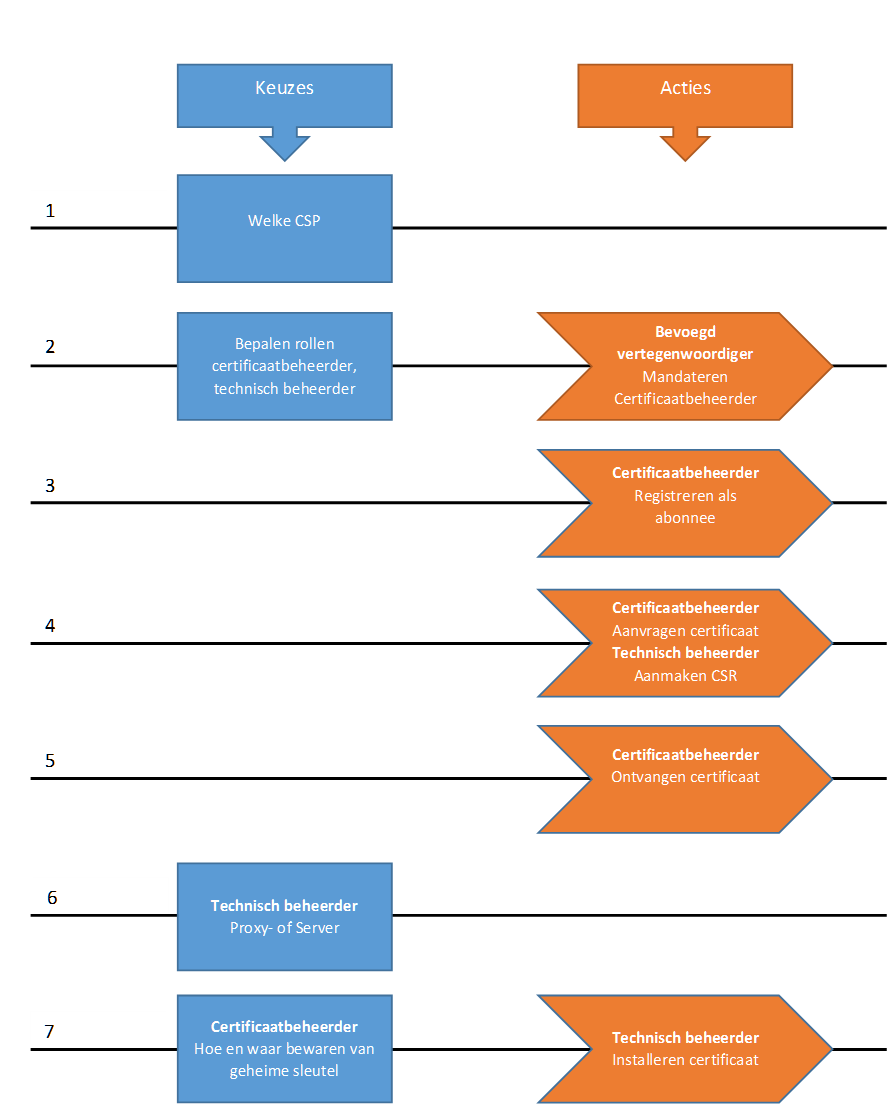 Keuzes
Acties
1
Welke CSP
2
Bepalen rollen
certificaatbeheerder,
technisch beheerder
Bevoegd
vertegenwoordiger
Mandateren
Certificaatbeheerder
3
Certificaatbeheerder
Registreren als
abonnee
4
Certificaatbeheerder
Aanvragen certificaat
Technisch beheerder
Aanmaken CSR
5
Certificaatbeheerder
Ontvangen certificaat
6
Technisch beheerder
Proxy- of Server
7
Certificaatbeheerder
Hoe en waar bewaren van
geheime sleutel
Technisch beheerder
Installeren certificaat